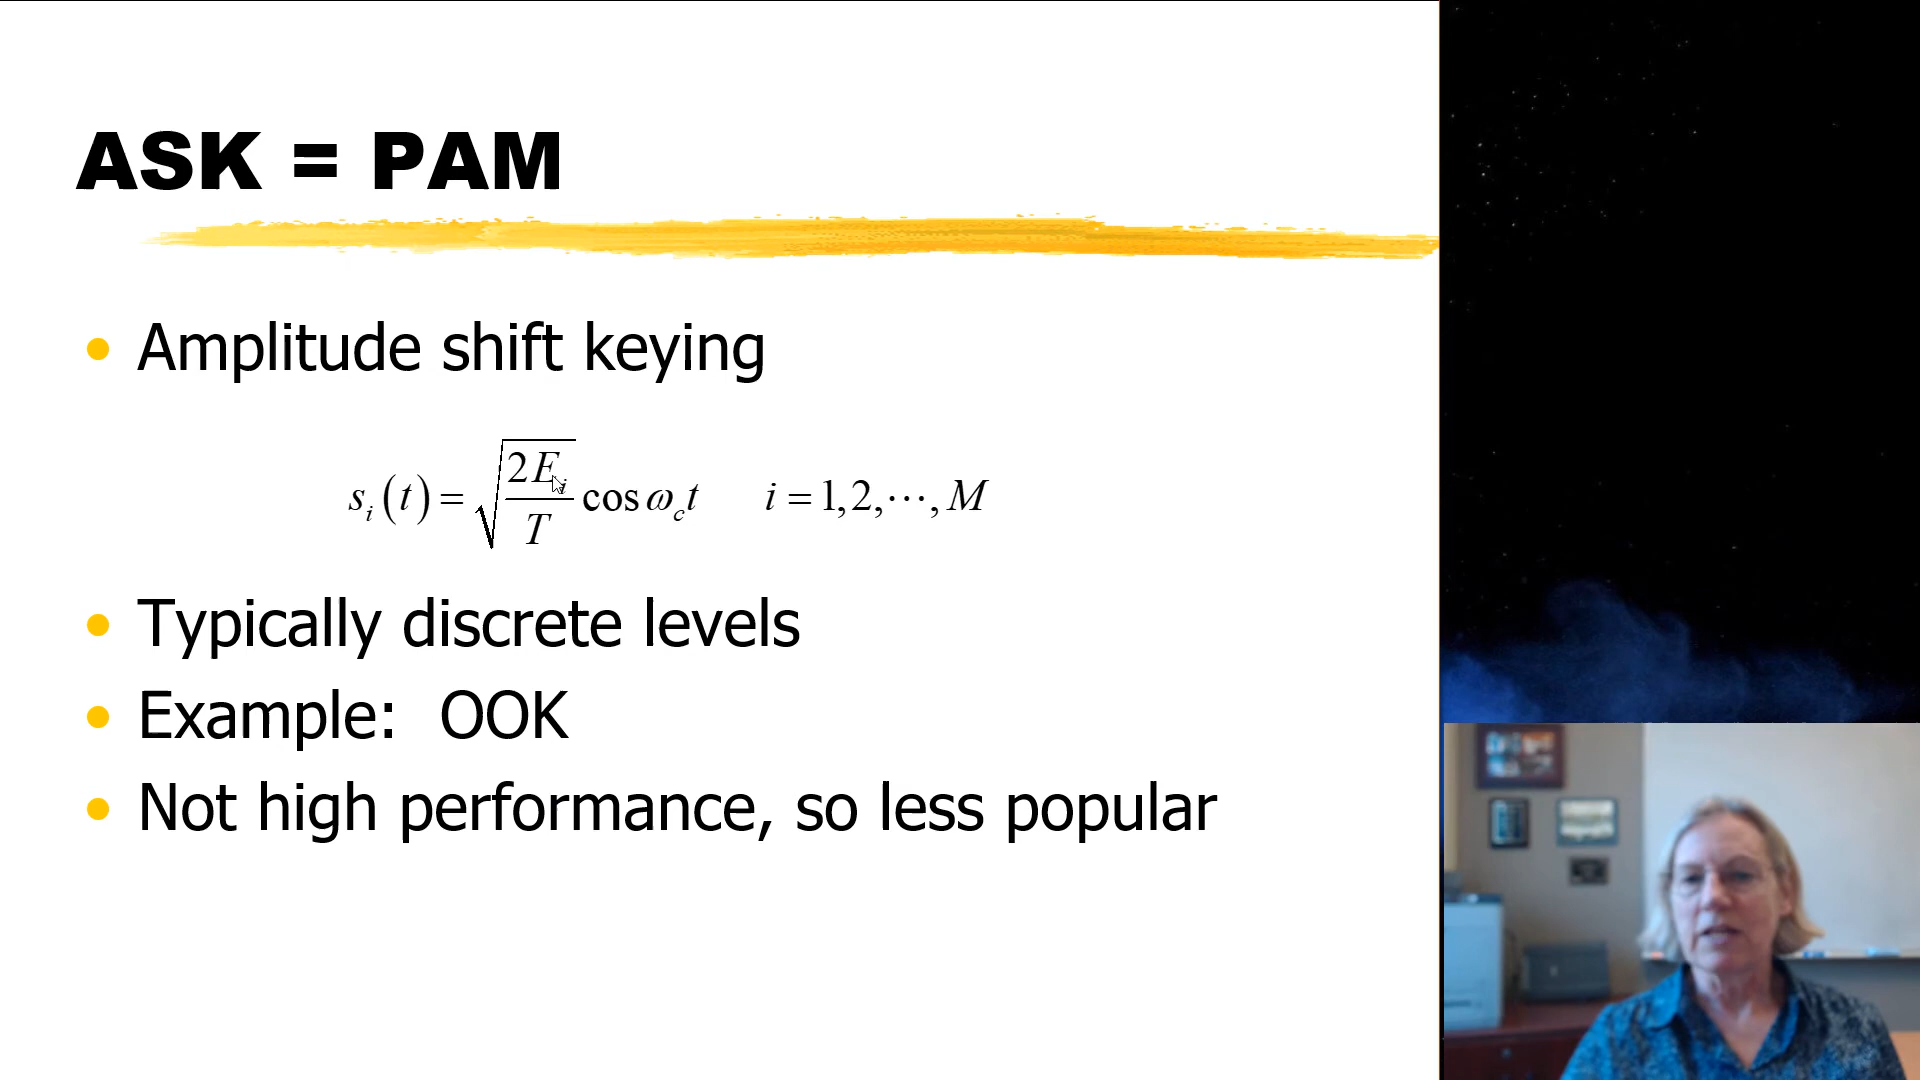 ASK = PAM
• Amplitude shift keying
s_i(t) = √(2E_i/T) cos ω_c t    i = 1, 2, ⋯, M
• Typically discrete levels
• Example:  OOK
• Not high performance, so less popular